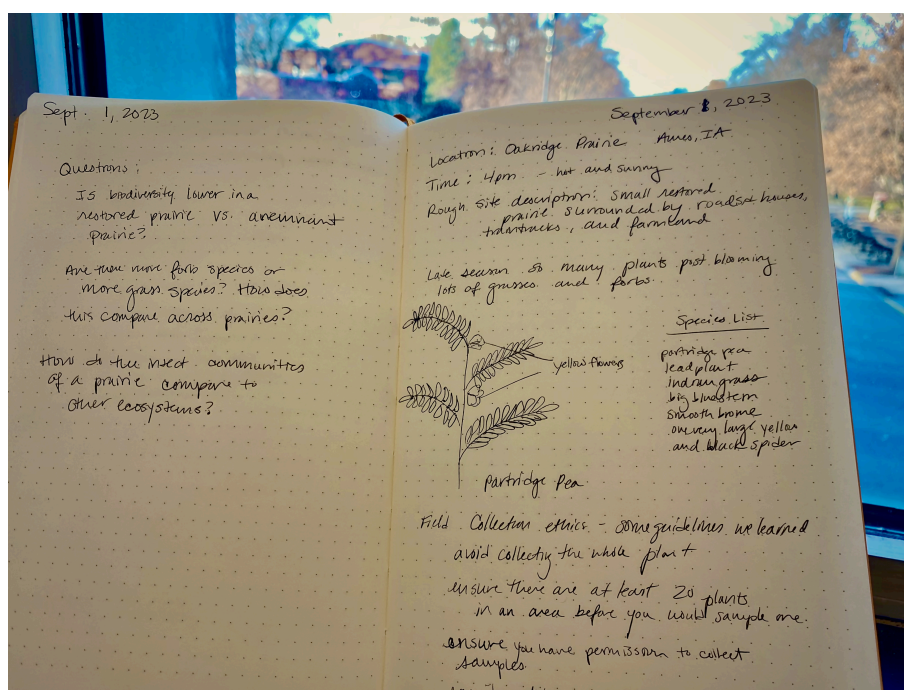 Sept. 1, 2023
Questions:
Is biodiversity lower in a
restored prairie vs. a remnant
prairie?
Are there more forb species or
more grass species? How does
this compare across prairies?
How do the insect communities
of a prairie compare to
other ecosystems?
September 1, 2023
Location: Oakridge Prairie Ames, IA
Time: 4pm - hot and sunny
Rough site description: small restored
prairie surrounded by roads, houses,
traintracks, and farmland
Late season so many plants post blooming
lots of grasses and forbs.
yellow flowers
Partridge Pea
Species List
partridge pea
leadplant
indian grass
big bluestem
smooth brome
one very large yellow
and black spider
Field Collection ethics - some guidelines we learned
avoid collectig the whole plant
ensure there are at least 20 plants
in an area before you would sample one.
ensure you have permission to collect
samples.